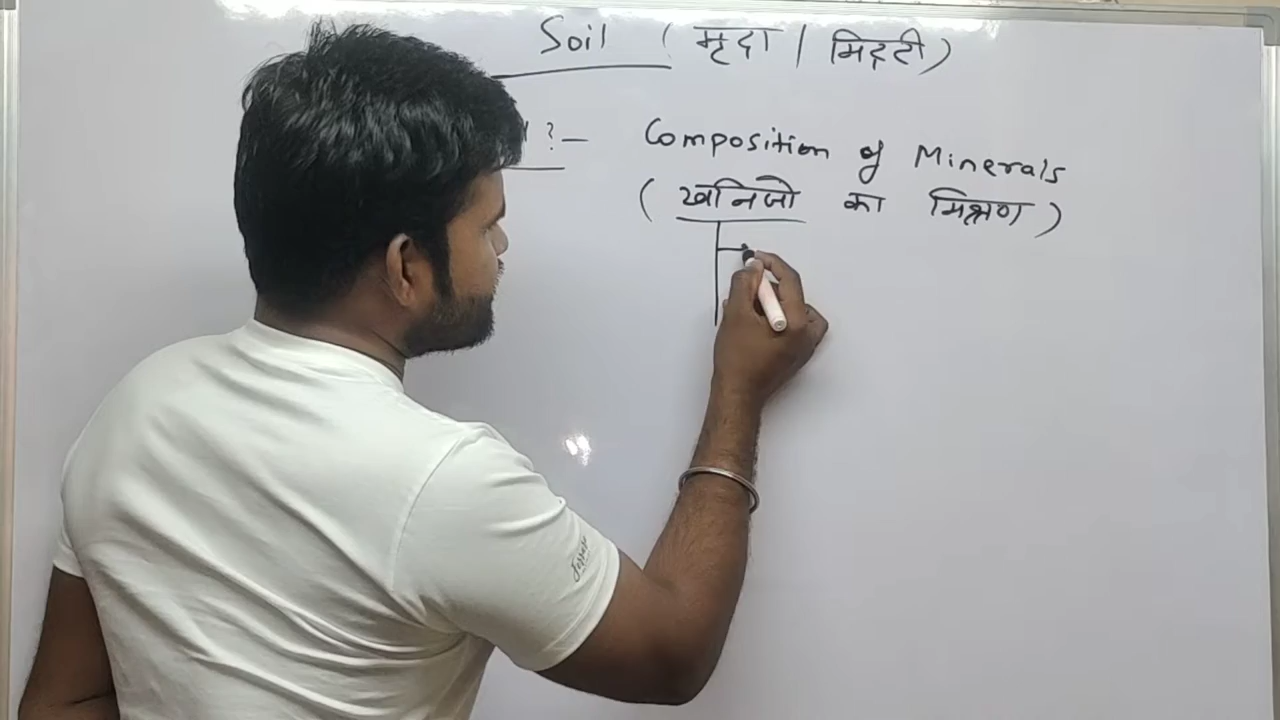 Soil (मृदा / मिट्टी)
? :- Composition of Minerals
(खनिजो का मिश्रण)